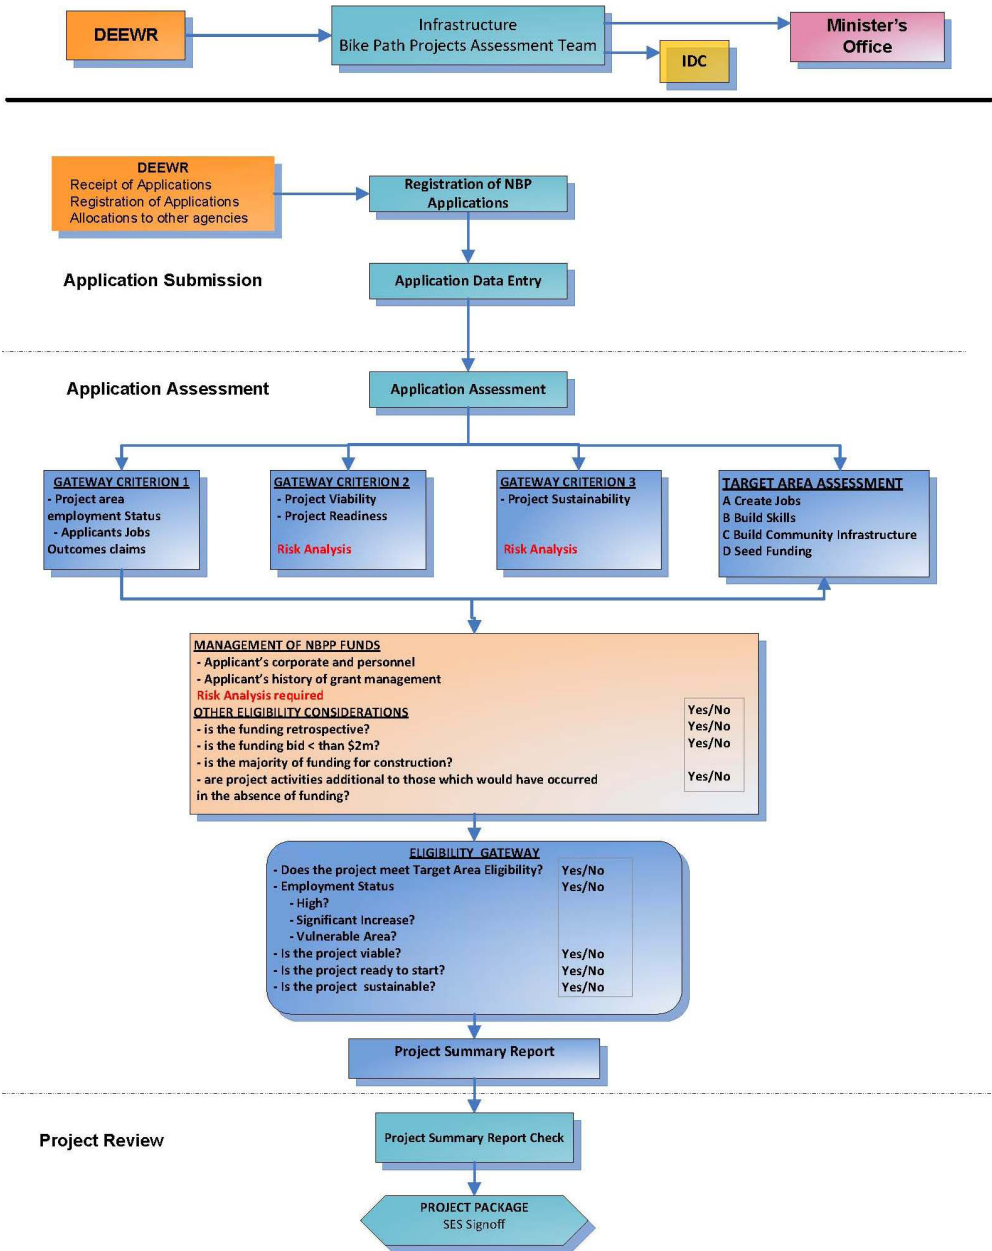 DEEWR
Infrastructure
Bike Path Projects Assessment Team
Minister's
Office
IDC
DEEWR
Receipt of Applications
Registration of Applications
Allocations to other agencies
Registration of NBP
Applications
Application Submission
Application Data Entry
Application Assessment
Application Assessment
GATEWAY CRITERION 1
- Project area
employment Status
- Applicants Jobs
Outcomes claims
GATEWAY CRITERION 2
- Project Viability
- Project Readiness
Risk Analysis
GATEWAY CRITERION 3
- Project Sustainability
Risk Analysis
TARGET AREA ASSESSMENT
A Create Jobs
B Build Skills
C Build Community Infrastructure
D Seed Funding
MANAGEMENT OF NBPP FUNDS
- Applicant's corporate and personnel
- Applicant's history of grant management
Risk Analysis required
OTHER ELIGIBILITY CONSIDERATIONS
Yes/No
- is the funding retrospective?
Yes/No
- is the funding bid < than $2m?
Yes/No
- is the majority of funding for construction?
- are project activities additional to those which would have occurred
Yes/No
in the absence of funding?
ELIGIBILITY GATEWAY
- Does the project meet Target Area Eligibility? Yes/No
- Employment Status Yes/No
- High?
- Significant Increase?
- Vulnerable Area?
- Is the project viable? Yes/No
- Is the project ready to start? Yes/No
- Is the project sustainable? Yes/No
Project Summary Report
Project Review
Project Summary Report Check
PROJECT PACKAGE
SES Signoff